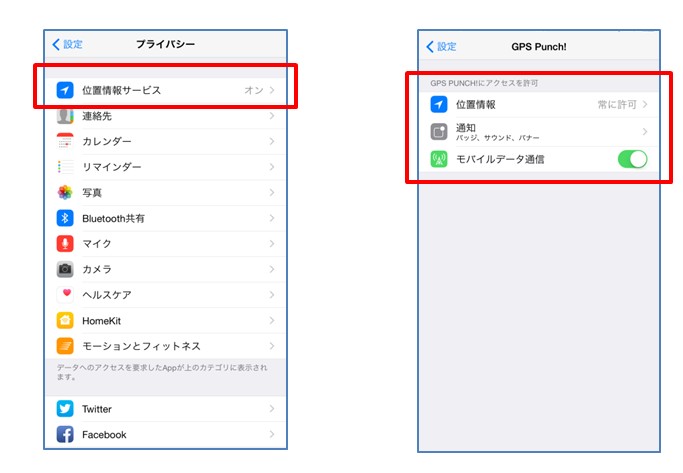 設定
プライバシー
位置情報サービス オン
連絡先
カレンダー
リマインダー
写真
Bluetooth共有
マイク
カメラ
ヘルスケア
HomeKit
モーションとフィットネス
データへのアクセスを要求したAppが上のカテゴリに表示され
ます。
Twitter
Facebook
設定
GPS Punch!
GPS PUNCH!にアクセスを許可
位置情報 常に許可
通知
バッジ、サウンド、バナー
モバイルデータ通信